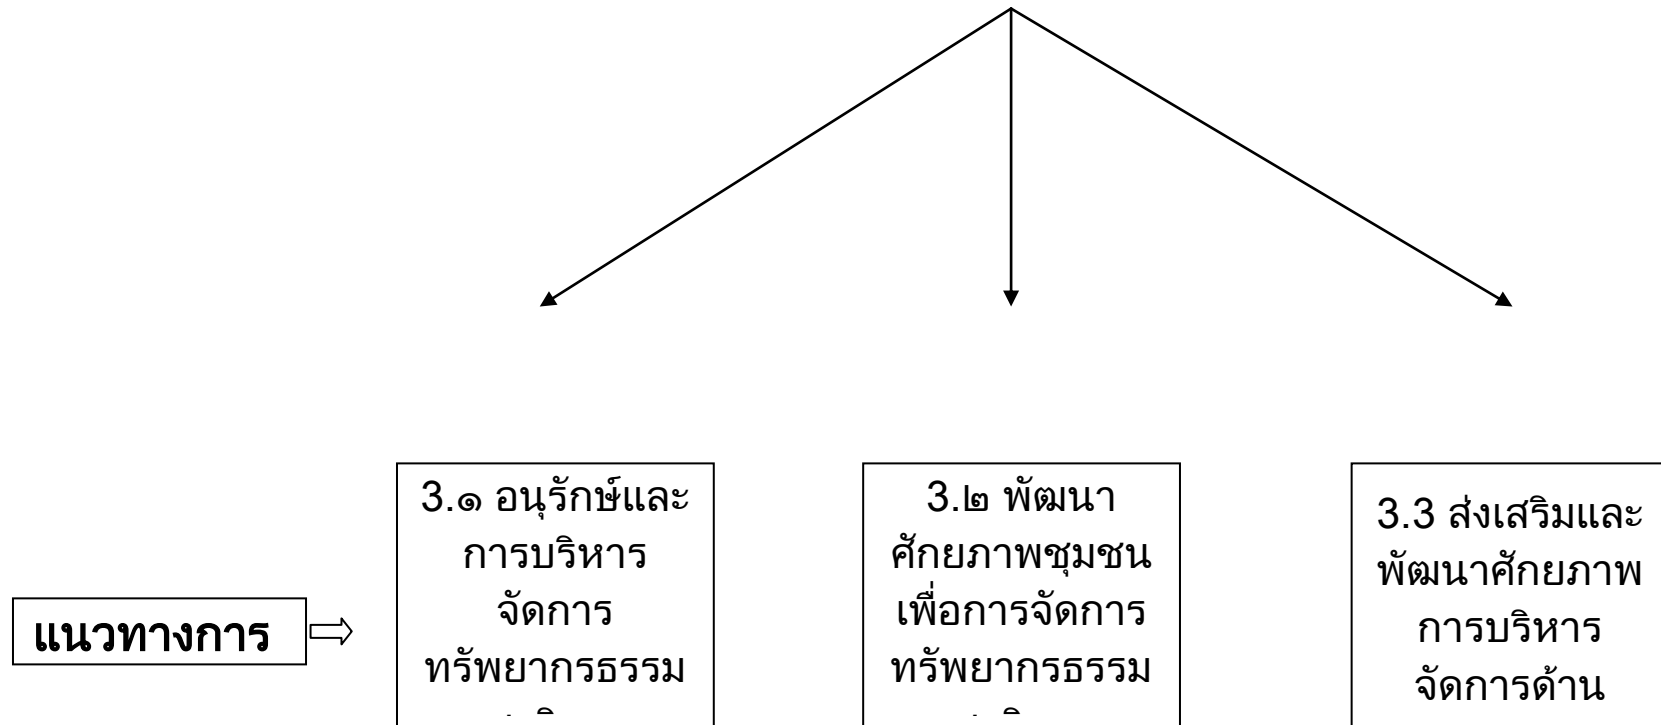 3.๑ อนุรักษ์และ
การบริหาร
จัดการ
ทรัพยากรธรรม
3.๒ พัฒนา
ศักยภาพชุมชน
เพื่อการจัดการ
ทรัพยากรธรรม
3.3 ส่งเสริมและ
พัฒนาศักยภาพ
การบริหาร
จัดการด้าน
แนวทางการ